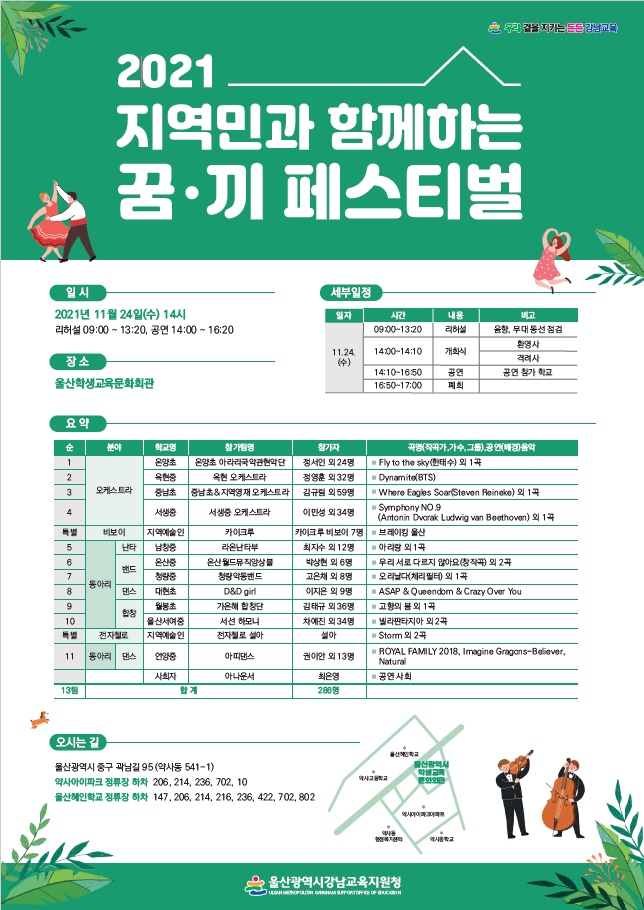 우리 곁을 지키는 든든 강남교육
2021
지역민과 함께하는
꿈·끼 페스티벌
일 시
2021년 11월 24일(수) 14시
리허설 09:00 ~ 13:20, 공연 14:00 ~ 16:20
장 소
울산학생교육문화회관
세부일정
일자 시간 내용 비고
11.24.(수) 09:00~13:20 리허설 음향, 무대 동선 점검
14:00~14:10 개회식 환영사
격려사
14:10~16:50 공연 공연 참가 학교
16:50~17:00 폐회
요 약
순 분야 학교명 참가팀명 참가자 곡명(작곡가,가수,그룹),공연(배경)음악
1 오케스트라 온양초 온양초 아라리국악관현악단 정서인 외 24명 Fly to the sky(한태수) 외 1곡
2 옥현중 옥현 오케스트라 정영훈 외 32명 Dynamite(BTS)
3 중남초 중남초&지역영재 오케스트라 김규림 외 59명 Where Eagles Soar(Steven Reineke) 외 1곡
4 서생중 서생중 오케스트라 이민성 외 34명 Symphony NO.9
(Antonin Dvorak Ludwig van Beethoven) 외 1곡
특별 비보이 지역예술인 카이크루 카이크루 비보이 7명 브레이킹 울산
5 동아리 난타 남창중 라온난타부 최지수 외 12명 아리랑 외 1곡
6 밴드 온산중 온산월드뮤직앙상블 박상현 외 6명 우리 서로 다르지 않아요(창작곡) 외 2곡
7 청량중 청량악동밴드 고은채 외 8명 오리날다(체리필터) 외 1곡
8 댄스 대현초 D&D girl 이지은 외 9명 ASAP & Queendom & Crazy Over You
9 합창 월봉초 가온해 합창단 김태규 외 36명 고향의 봄 외 1곡
10 울산서여중 서선 하모니 차예진 외 34명 빌라판타지아 외 2곡
특별 전자첼로 지역예술인 전자첼로 설아 설아 Storm 외 2곡
11 동아리 댄스 언양중 아띠댄스 권이안 외 13명 ROYAL FAMILY 2018, Imagine Gragons-Believer,
Natural
사회자 아나운서 최은영 공연 사회
13팀 합 계 286명
오시는 길
울산광역시 중구 곽남길 95 (약사동 541-1)
약사아이파크 정류장 하차 206, 214, 236, 702, 10
울산혜인학교 정류장 하차 147, 206, 214, 216, 236, 422, 702, 802
울산혜인학교
약사고등학교
울산광역시
학생교육
문화회관
약사아이파크아파트
약사동
행정복지센터
약사중학교
울산광역시강남교육지원청
ULSAN METROPOLITAN GANGNAM SUPPORT OFFICE OF EDUCATION